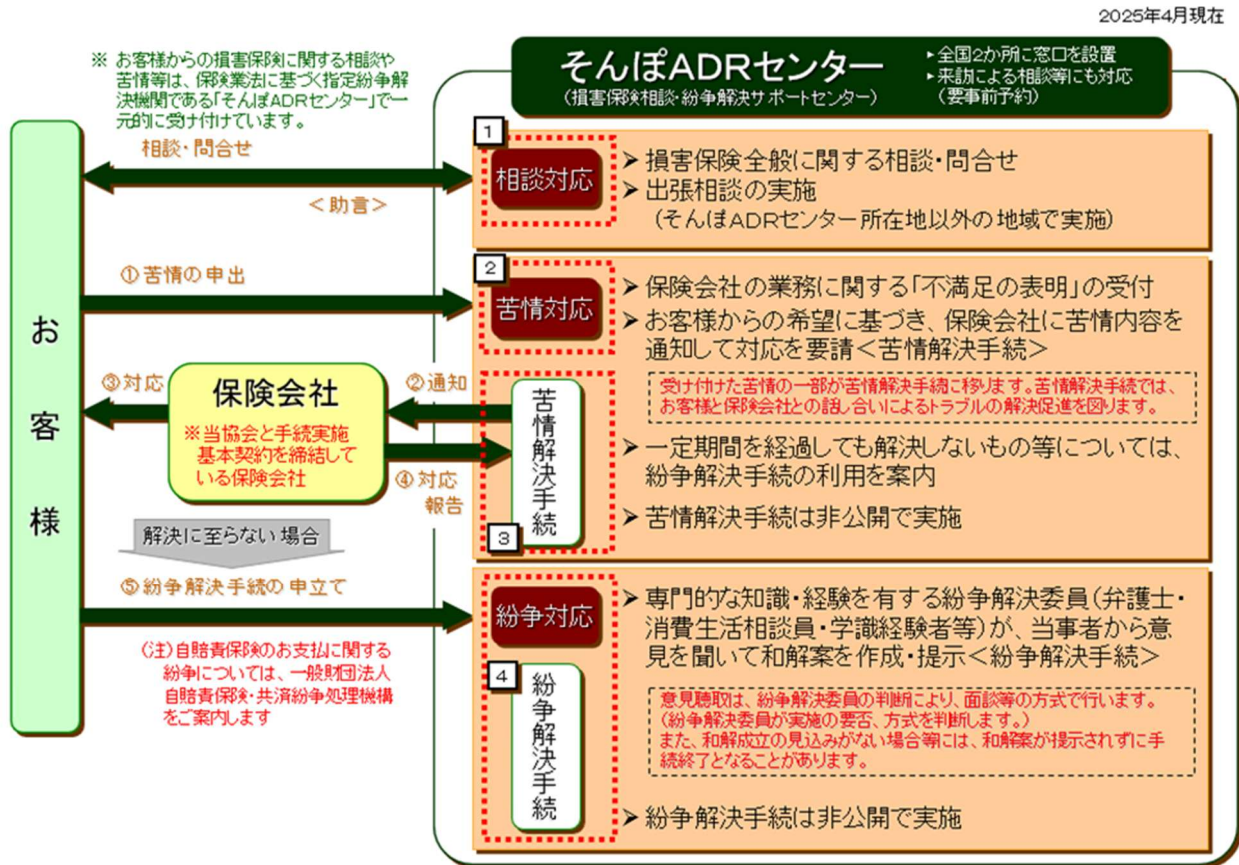 2025年4月現在
※ お客様からの損害保険に関する相談や
苦情等は、保険業法に基づく指定紛争解
決機関である「そんぽADRセンター」で一
元的に受け付けています。
そんぽADRセンター
(損害保険相談・紛争解決サポートセンター)
▶全国2か所に窓口を設置
▶来訪による相談等にも対応
(要事前予約)
お客様
相談・問合せ
<助言>
1
相談対応
➤ 損害保険全般に関する相談・問合せ
➤ 出張相談の実施
(そんぽADRセンター所在地以外の地域で実施)
①苦情の申出
2
苦情対応
➤ 保険会社の業務に関する「不満足の表明」の受付
➤ お客様からの希望に基づき、保険会社に苦情内容を
通知して対応を要請<苦情解決手続>
受け付けた苦情の一部が苦情解決手続に移ります。苦情解決手続では、
お客様と保険会社との話し合いによるトラブルの解決促進を図ります。
➤ 一定期間を経過しても解決しないもの等については、
紛争解決手続の利用を案内
➤ 苦情解決手続は非公開で実施
③対応
保険会社
※当協会と手続実施
基本契約を締結して
いる保険会社
②通知
④対応
報告
苦情解決手続
3
解決に至らない場合
⑤紛争解決手続の申立て
(注)自賠責保険のお支払に関する
紛争については、一般財団法人
自賠責保険・共済紛争処理機構
をご案内します
紛争対応
4
紛争解決手続
➤ 専門的な知識・経験を有する紛争解決委員(弁護士・
消費生活相談員・学識経験者等)が、当事者から意
見を聞いて和解案を作成・提示<紛争解決手続>
意見聴取は、紛争解決委員の判断により、面談等の方式で行います。
(紛争解決委員が実施の要否、方式を判断します。)
また、和解成立の見込みがない場合等には、和解案が提示されずに手
続終了となることがあります。
➤ 紛争解決手続は非公開で実施